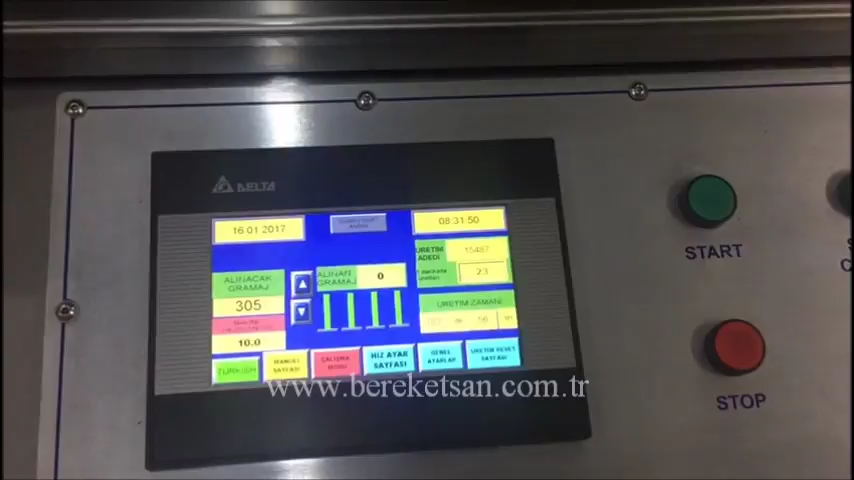 DELTA
16.01.2017
08:31:50
ÜRETİM ADEDİ
15487
23
ALINACAK GRAMAJ
305
ALINAN GRAMAJ
0
ÜRETİM ZAMANI
56
10.0
TURKISH
MANUEL SAYFASI
ÇALIŞMA MODU
HIZ AYAR SAYFASI
GENEL AYARLAR
ÜRETİM RESET SAYFASI
START
STOP
www.bereketsan.com.tr